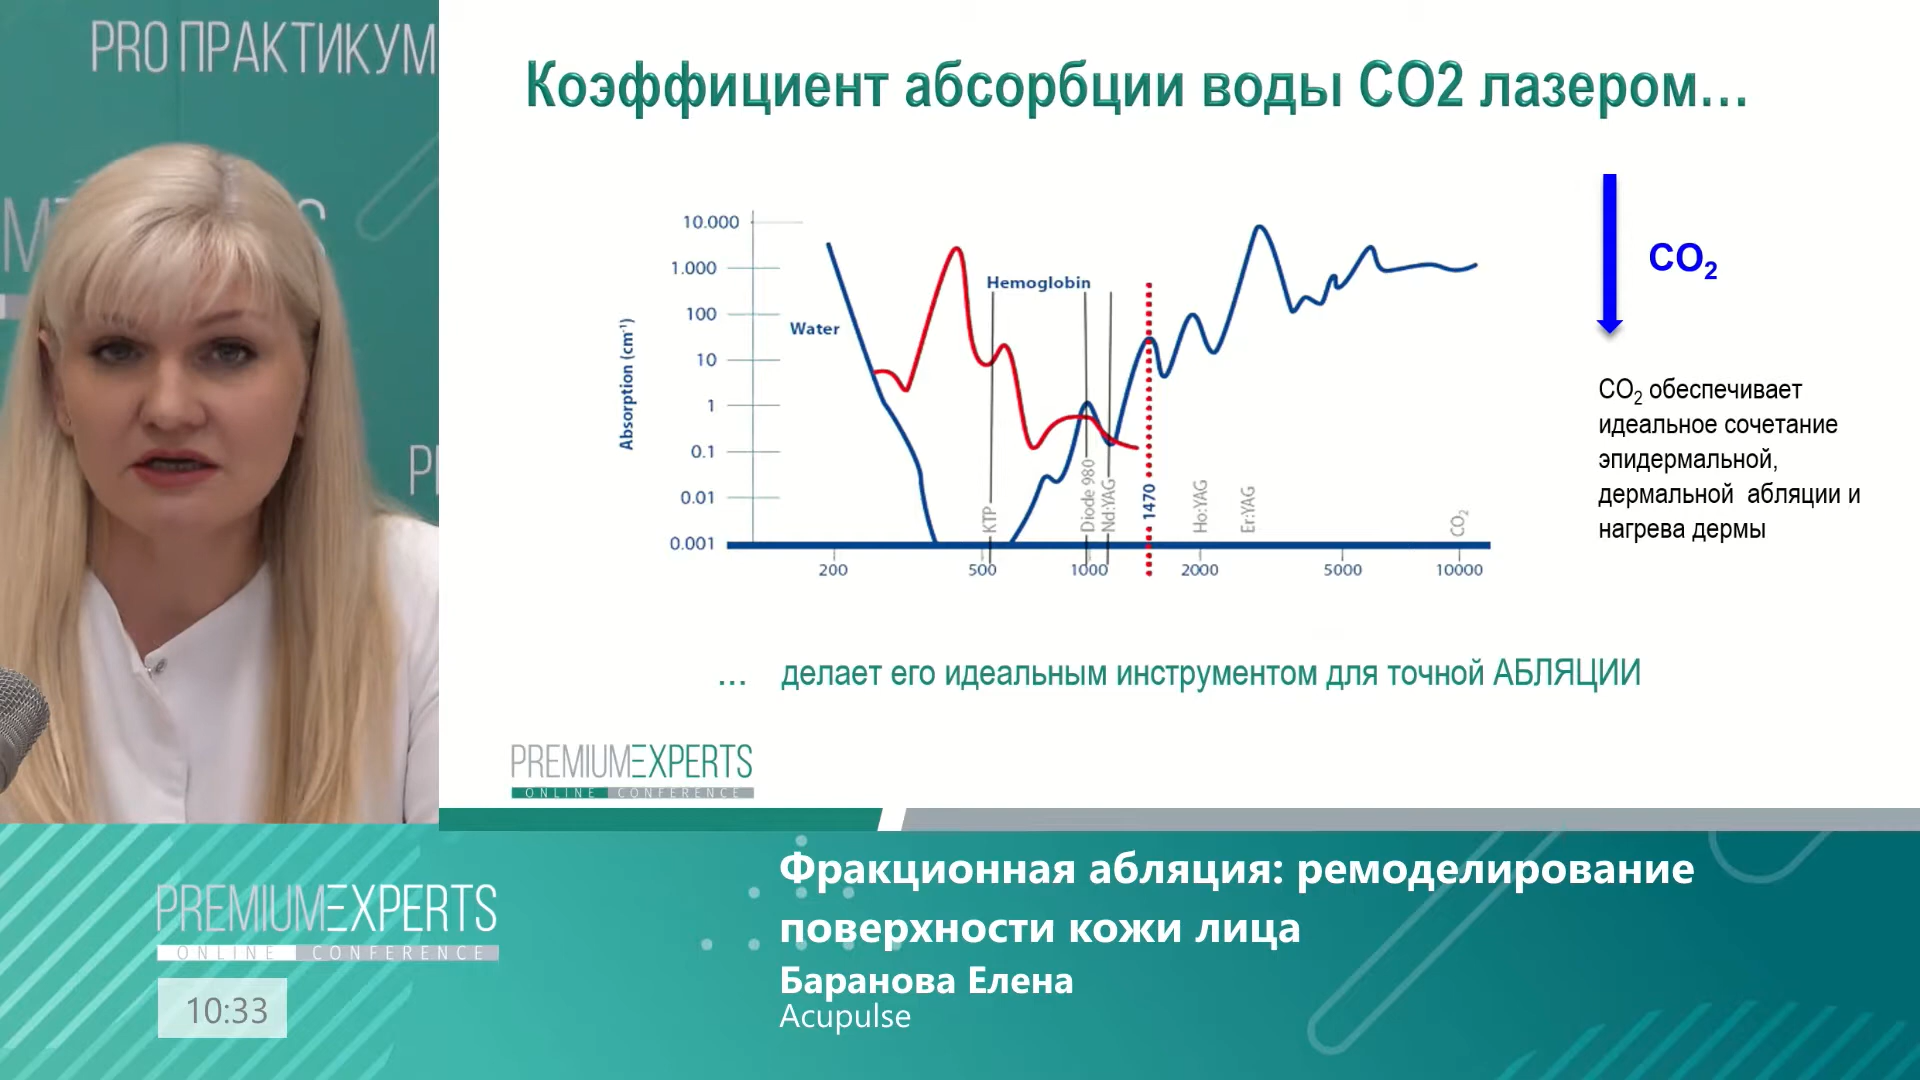 PRO ПРАКТИКУМ
Коэффициент абсорбции воды CO2 лазером...
10.000
1.000
100
10
1
0.1
0.01
0.001
Absorption (cm⁻¹)
Water
Hemoglobin
KTP
Diode 980
Nd:YAG
1470
Ho:YAG
Er:YAG
CO₂
200 500 1000 2000 5000 10000
CO₂
CO₂ обеспечивает
идеальное сочетание
эпидермальной,
дермальной абляции и
нагрева дермы
... делает его идеальным инструментом для точной АБЛЯЦИИ
PREMIUMEXPERTS
ONLINE CONFERENCE
PREMIUMEXPERTS
ONLINE CONFERENCE
10:33
Фракционная абляция: ремоделирование
поверхности кожи лица
Баранова Елена
Acupulse